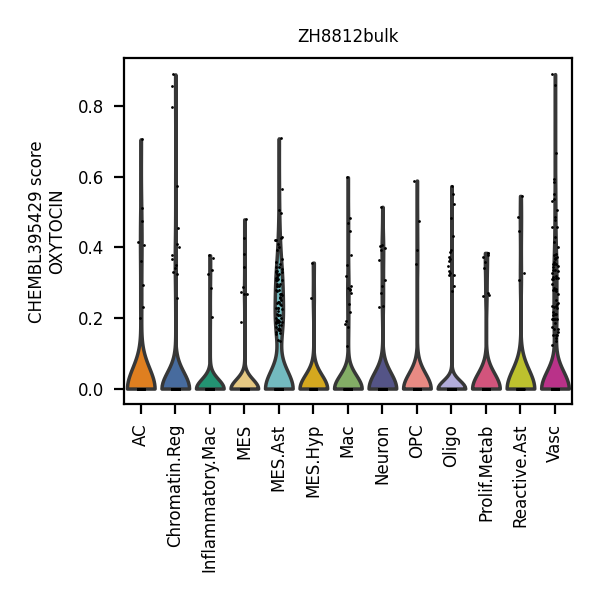 ZH8812bulk
CHEMBL395429 score
OXYTOCIN
0.8
0.6
0.4
0.2
0.0
AC
Chromatin.Reg
Inflammatory.Mac
MES
MES.Ast
MES.Hyp
Mac
Neuron
OPC
Oligo
Prolif.Metab
Reactive.Ast
Vasc